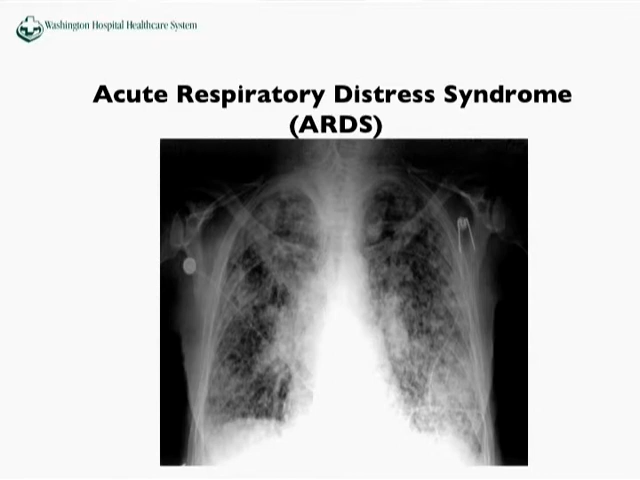 Washington Hospital Healthcare System
Acute Respiratory Distress Syndrome
(ARDS)